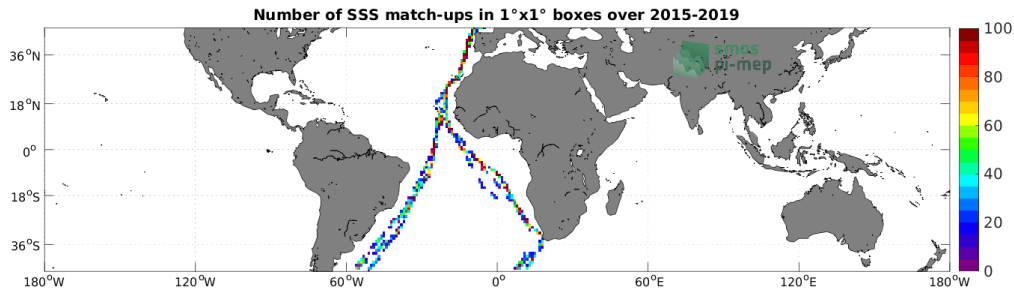 Number of SSS match-ups in 1°x1° boxes over 2015-2019
36°N
18°N
0°
18°S
36°S
180°W
120°W
60°W
0°
60°E
120°E
180°W
smos
pi-mep
100
80
60
40
20
0